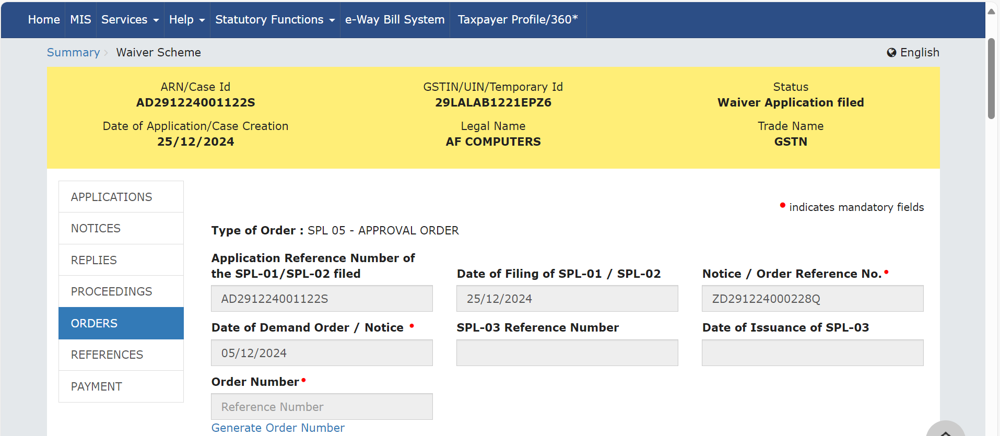 Home MIS Services Help Statutory Functions e-Way Bill System Taxpayer Profile/360*
Summary Waiver Scheme English
ARN/Case Id GSTIN/UIN/Temporary Id Status
AD291224001122S 29LALAB1221EPZ6 Waiver Application filed
Date of Application/Case Creation Legal Name Trade Name
25/12/2024 AF COMPUTERS GSTN
APPLICATIONS
NOTICES
REPLIES
PROCEEDINGS
ORDERS
REFERENCES
PAYMENT
• indicates mandatory fields
Type of Order : SPL 05 - APPROVAL ORDER
Application Reference Number of
the SPL-01/SPL-02 filed Date of Filing of SPL-01 / SPL-02 Notice / Order Reference No.•
AD291224001122S 25/12/2024 ZD291224000228Q
Date of Demand Order / Notice • SPL-03 Reference Number Date of Issuance of SPL-03
05/12/2024
Order Number•
Reference Number
Generate Order Number